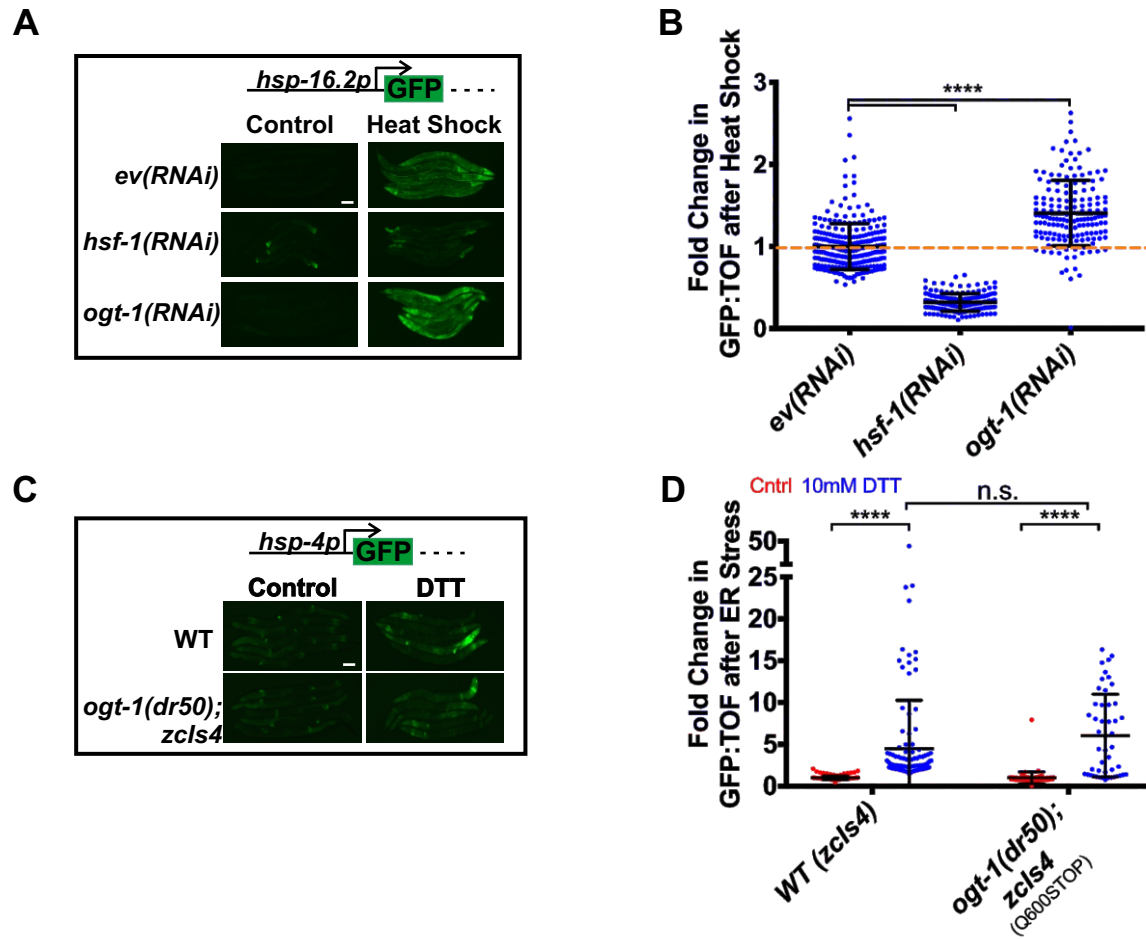 A
hsp-16.2p
GFP
Control Heat Shock
ev(RNAi)
hsf-1(RNAi)
ogt-1(RNAi)
B
Fold Change in
GFP:TOF after Heat Shock
3
2
1
0
****
ev(RNAi)
hsf-1(RNAi)
ogt-1(RNAi)
C
hsp-4p
GFP
Control DTT
WT
ogt-1(dr50);
zcls4
D
Cntrl 10mM DTT
n.s.
**** ****
Fold Change in
GFP:TOF after ER Stress
50
25
20
15
10
5
0
WT (zcls4)
ogt-1(dr50);
zcls4
(Q600STOP)